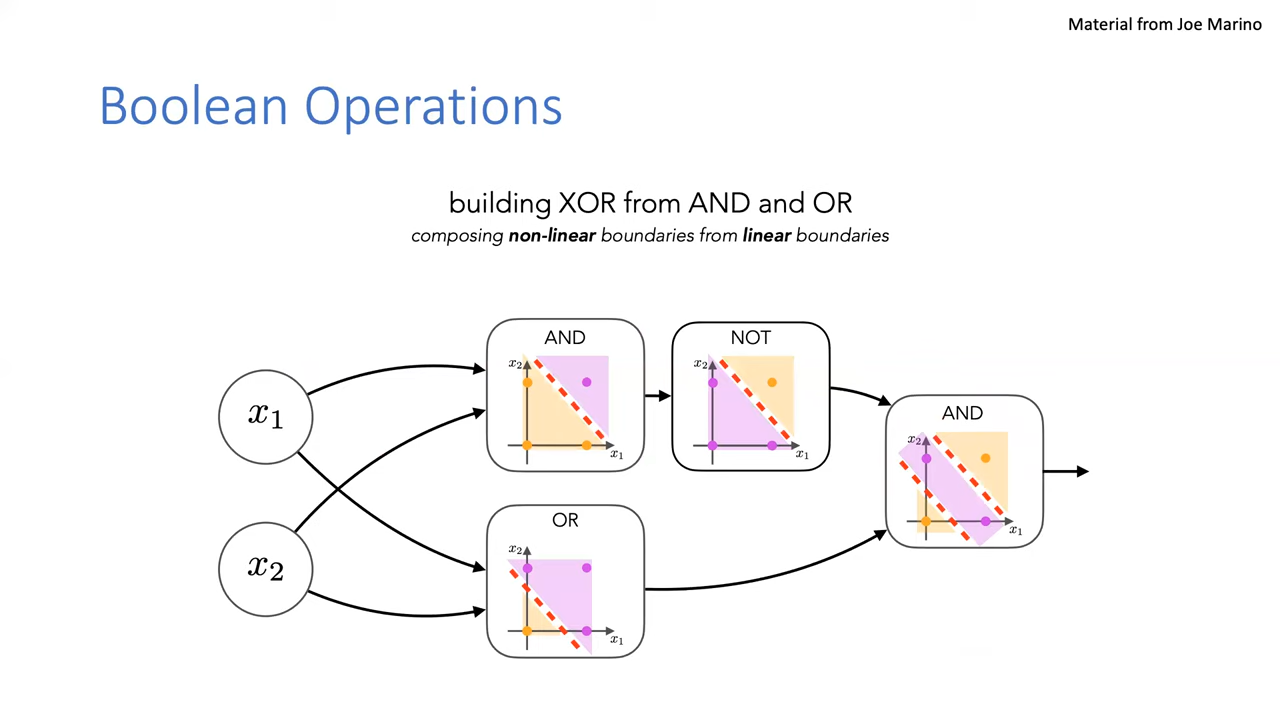 Material from Joe Marino
Boolean Operations
building XOR from AND and OR
composing non-linear boundaries from linear boundaries
AND
x₂
x₁
NOT
x₂
x₁
x₁
AND
x₂
x₁
x₂
OR
x₂
x₁